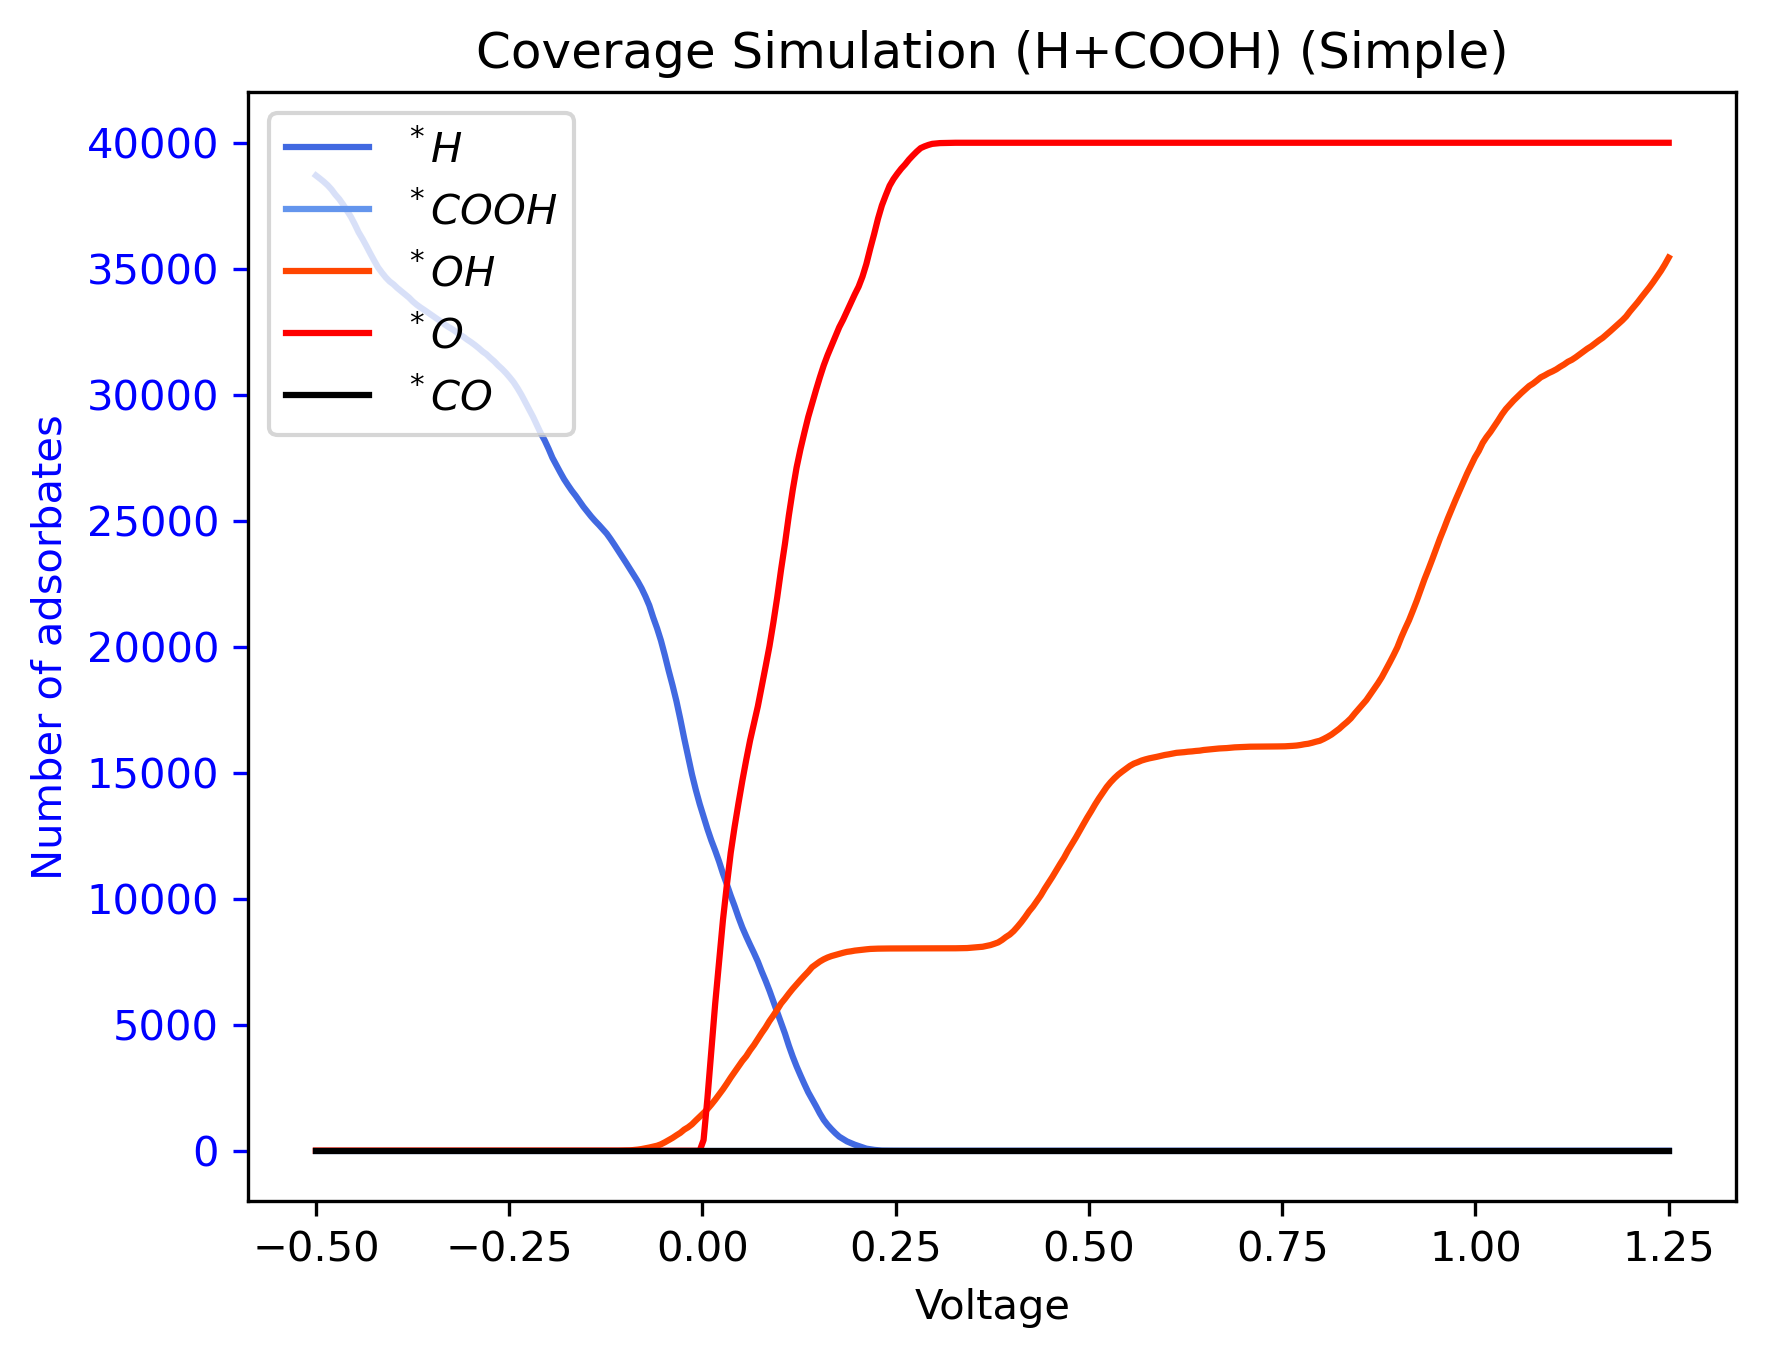 Coverage Simulation (H+COOH) (Simple)
*H
*COOH
*OH
*O
*CO
Number of adsorbates
40000
35000
30000
25000
20000
15000
10000
5000
0
−0.50 −0.25 0.00 0.25 0.50 0.75 1.00 1.25
Voltage